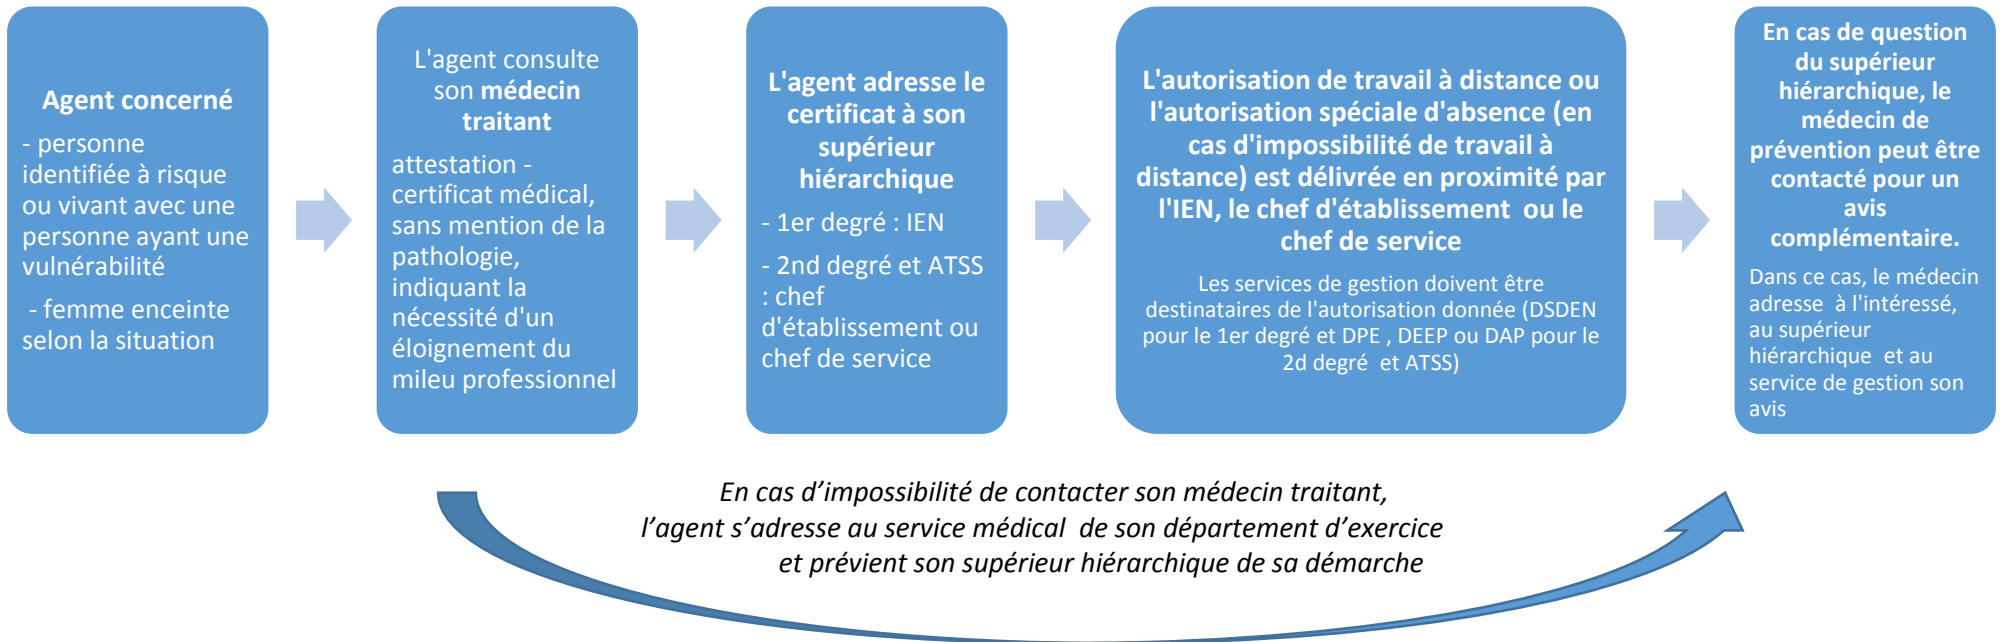 Agent concerné
- personne
identifiée à risque
ou vivant avec une
personne ayant une
vulnérabilité
- femme enceinte
selon la situation
L'agent consulte
son médecin
traitant
attestation -
certificat médical,
sans mention de la
pathologie,
indiquant la
nécessité d'un
éloignement du
mileu professionnel
L'agent adresse le
certificat à son
supérieur
hiérarchique
- 1er degré : IEN
- 2nd degré et ATSS
: chef
d'établissement ou
chef de service
L'autorisation de travail à distance ou
l'autorisation spéciale d'absence (en
cas d'impossibilité de travail à
distance) est délivrée en proximité par
l'IEN, le chef d'établissement ou le
chef de service
Les services de gestion doivent être
destinataires de l'autorisation donnée (DSDEN
pour le 1er degré et DPE , DEEP ou DAP pour le
2d degré et ATSS)
En cas de question
du supérieur
hiérarchique, le
médecin de
prévention peut être
contacté pour un
avis
complémentaire.
Dans ce cas, le médecin
adresse à l'intéressé,
au supérieur
hiérarchique et au
service de gestion son
avis
En cas d’impossibilité de contacter son médecin traitant,
l’agent s’adresse au service médical de son département d’exercice
et prévient son supérieur hiérarchique de sa démarche